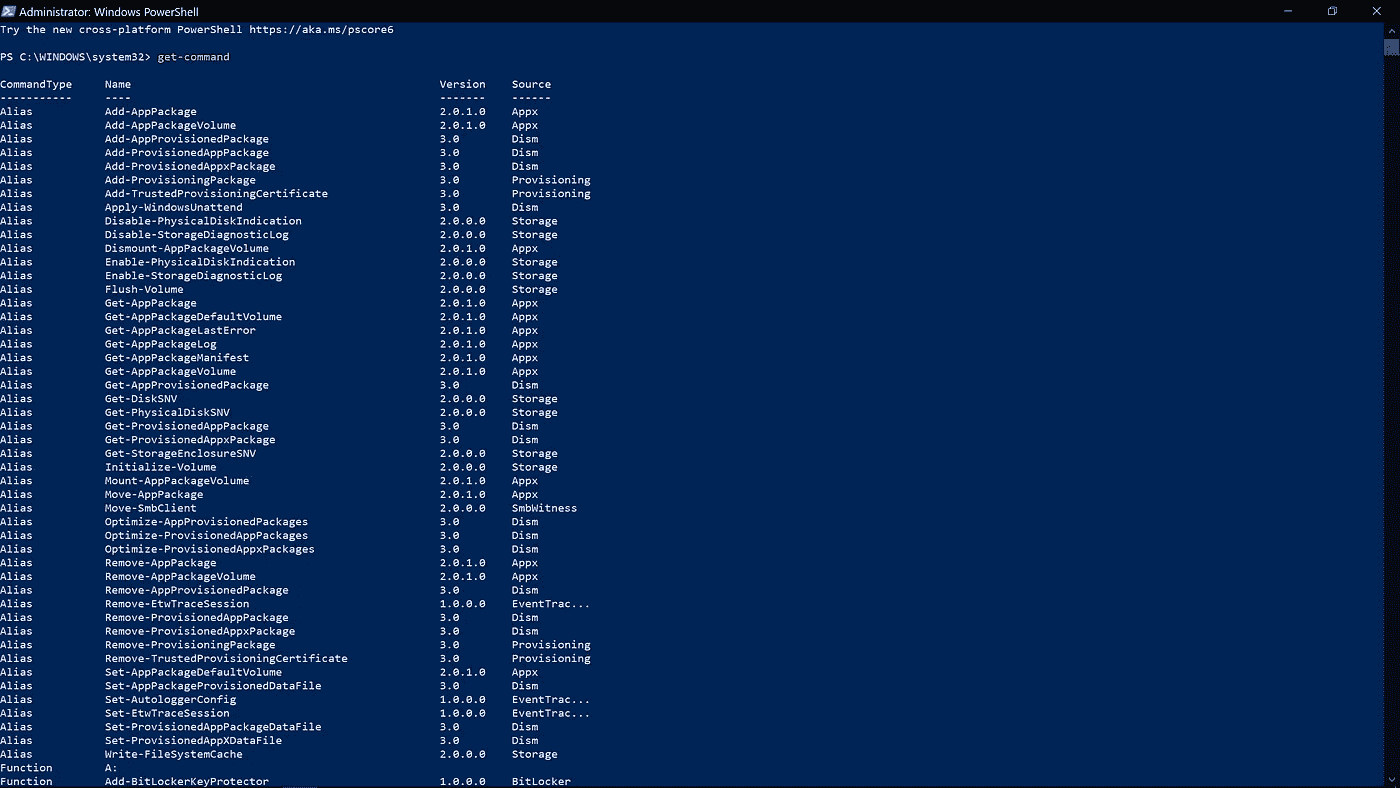 Administrator: Windows PowerShell
Try the new cross-platform PowerShell https://aka.ms/pscore6
PS C:\WINDOWS\system32> get-command
CommandType Name Version Source
----------- ---- ------- ------
Alias Add-AppPackage 2.0.1.0 Appx
Alias Add-AppPackageVolume 2.0.1.0 Appx
Alias Add-AppProvisionedPackage 3.0 Dism
Alias Add-ProvisionedAppPackage 3.0 Dism
Alias Add-ProvisionedAppxPackage 3.0 Dism
Alias Add-ProvisioningPackage 3.0 Provisioning
Alias Add-TrustedProvisioningCertificate 3.0 Provisioning
Alias Apply-WindowsUnattend 3.0 Dism
Alias Disable-PhysicalDiskIndication 2.0.0.0 Storage
Alias Disable-StorageDiagnosticLog 2.0.0.0 Storage
Alias Dismount-AppPackageVolume 2.0.1.0 Appx
Alias Enable-PhysicalDiskIndication 2.0.0.0 Storage
Alias Enable-StorageDiagnosticLog 2.0.0.0 Storage
Alias Flush-Volume 2.0.0.0 Storage
Alias Get-AppPackage 2.0.1.0 Appx
Alias Get-AppPackageDefaultVolume 2.0.1.0 Appx
Alias Get-AppPackageLastError 2.0.1.0 Appx
Alias Get-AppPackageLog 2.0.1.0 Appx
Alias Get-AppPackageManifest 2.0.1.0 Appx
Alias Get-AppPackageVolume 2.0.1.0 Appx
Alias Get-AppProvisionedPackage 3.0 Dism
Alias Get-DiskSNV 2.0.0.0 Storage
Alias Get-PhysicalDiskSNV 2.0.0.0 Storage
Alias Get-ProvisionedAppPackage 3.0 Dism
Alias Get-ProvisionedAppxPackage 3.0 Dism
Alias Get-StorageEnclosureSNV 2.0.0.0 Storage
Alias Initialize-Volume 2.0.0.0 Storage
Alias Mount-AppPackageVolume 2.0.1.0 Appx
Alias Move-AppPackage 2.0.1.0 Appx
Alias Move-SmbClient 2.0.0.0 SmbWitness
Alias Optimize-AppProvisionedPackages 3.0 Dism
Alias Optimize-ProvisionedAppPackages 3.0 Dism
Alias Optimize-ProvisionedAppxPackages 3.0 Dism
Alias Remove-AppPackage 2.0.1.0 Appx
Alias Remove-AppPackageVolume 2.0.1.0 Appx
Alias Remove-AppProvisionedPackage 3.0 Dism
Alias Remove-EtwTraceSession 1.0.0.0 EventTrac...
Alias Remove-ProvisionedAppPackage 3.0 Dism
Alias Remove-ProvisionedAppxPackage 3.0 Dism
Alias Remove-ProvisioningPackage 3.0 Provisioning
Alias Remove-TrustedProvisioningCertificate 3.0 Provisioning
Alias Set-AppPackageDefaultVolume 2.0.1.0 Appx
Alias Set-AppPackageProvisionedDataFile 3.0 Dism
Alias Set-AutologgerConfig 1.0.0.0 EventTrac...
Alias Set-EtwTraceSession 1.0.0.0 EventTrac...
Alias Set-ProvisionedAppPackageDataFile 3.0 Dism
Alias Set-ProvisionedAppXDataFile 3.0 Dism
Alias Write-FileSystemCache 2.0.0.0 Storage
Function A:
Function Add-BitLockerKeyProtector 1.0.0.0 BitLocker